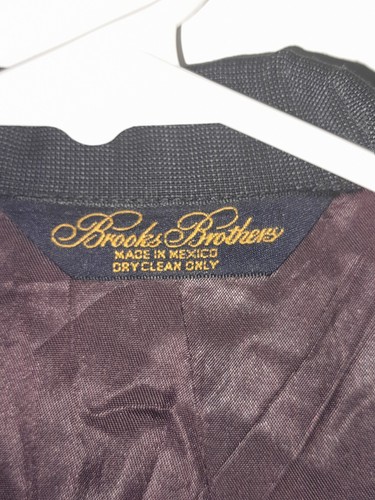 Brooks Brothers
MADE IN MEXICO
DRY CLEAN ONLY